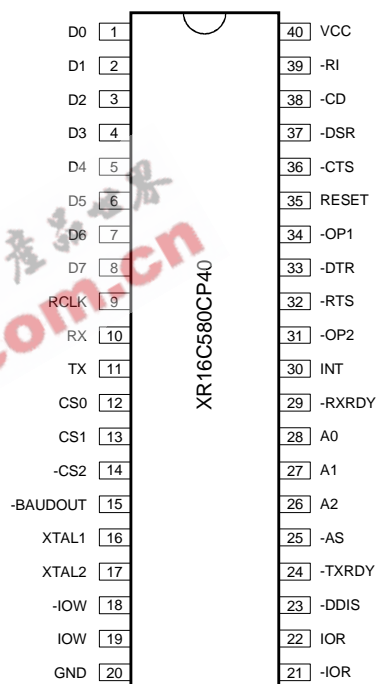 D0 1
D1 2
D2 3
D3 4
D4 5
D5 6
D6 7
D7 8
RCLK 9
RX 10
TX 11
CS0 12
CS1 13
-CS2 14
-BAUDOUT 15
XTAL1 16
XTAL2 17
-IOW 18
IOW 19
GND 20
XR16C580CP40
40 VCC
39 -RI
38 -CD
37 -DSR
36 -CTS
35 RESET
34 -OP1
33 -DTR
32 -RTS
31 -OP2
30 INT
29 -RXRDY
28 A0
27 A1
26 A2
25 -AS
24 -TXRDY
23 -DDIS
22 IOR
21 -IOR
om.cn